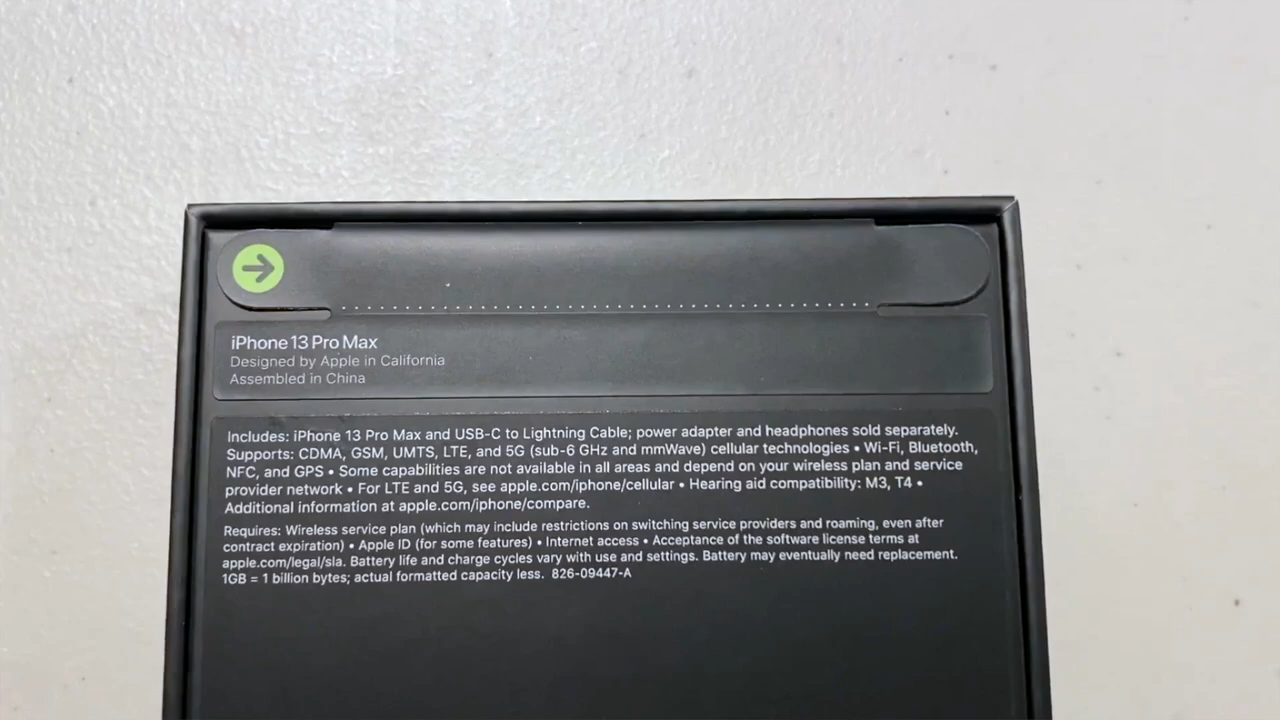 iPhone 13 Pro Max
Designed by Apple in California
Assembled in China
Includes: iPhone 13 Pro Max and USB-C to Lightning Cable; power adapter and headphones sold separately.
Supports: CDMA, GSM, UMTS, LTE, and 5G (sub-6 GHz and mmWave) cellular technologies • Wi-Fi, Bluetooth,
NFC, and GPS • Some capabilities are not available in all areas and depend on your wireless plan and service
provider network • For LTE and 5G, see apple.com/iphone/cellular • Hearing aid compatibility: M3, T4 •
Additional information at apple.com/iphone/compare.
Requires: Wireless service plan (which may include restrictions on switching service providers and roaming, even after
contract expiration) • Apple ID (for some features) • Internet access • Acceptance of the software license terms at
apple.com/legal/sla. Battery life and charge cycles vary with use and settings. Battery may eventually need replacement.
1GB = 1 billion bytes; actual formatted capacity less. 826-09447-A